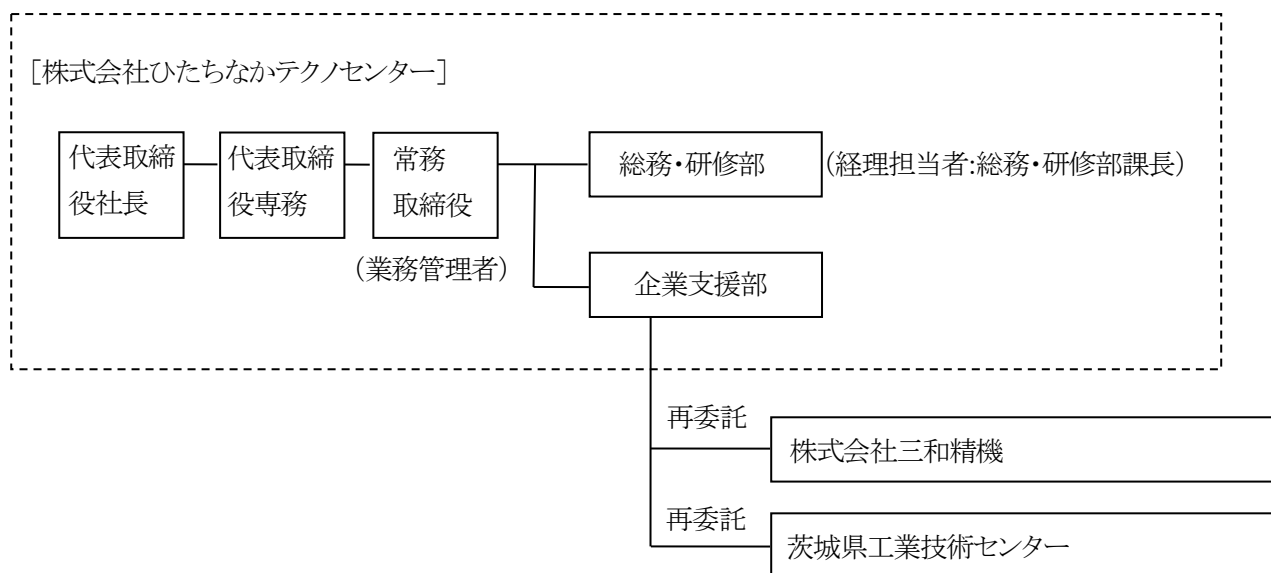 ［株式会社ひたちなかテクノセンター］
代表取締
役社長
代表取締
役専務
常務
取締役
（業務管理者）
総務・研修部
（経理担当者：総務・研修部課長）
企業支援部
再委託
株式会社三和精機
再委託
茨城県工業技術センター